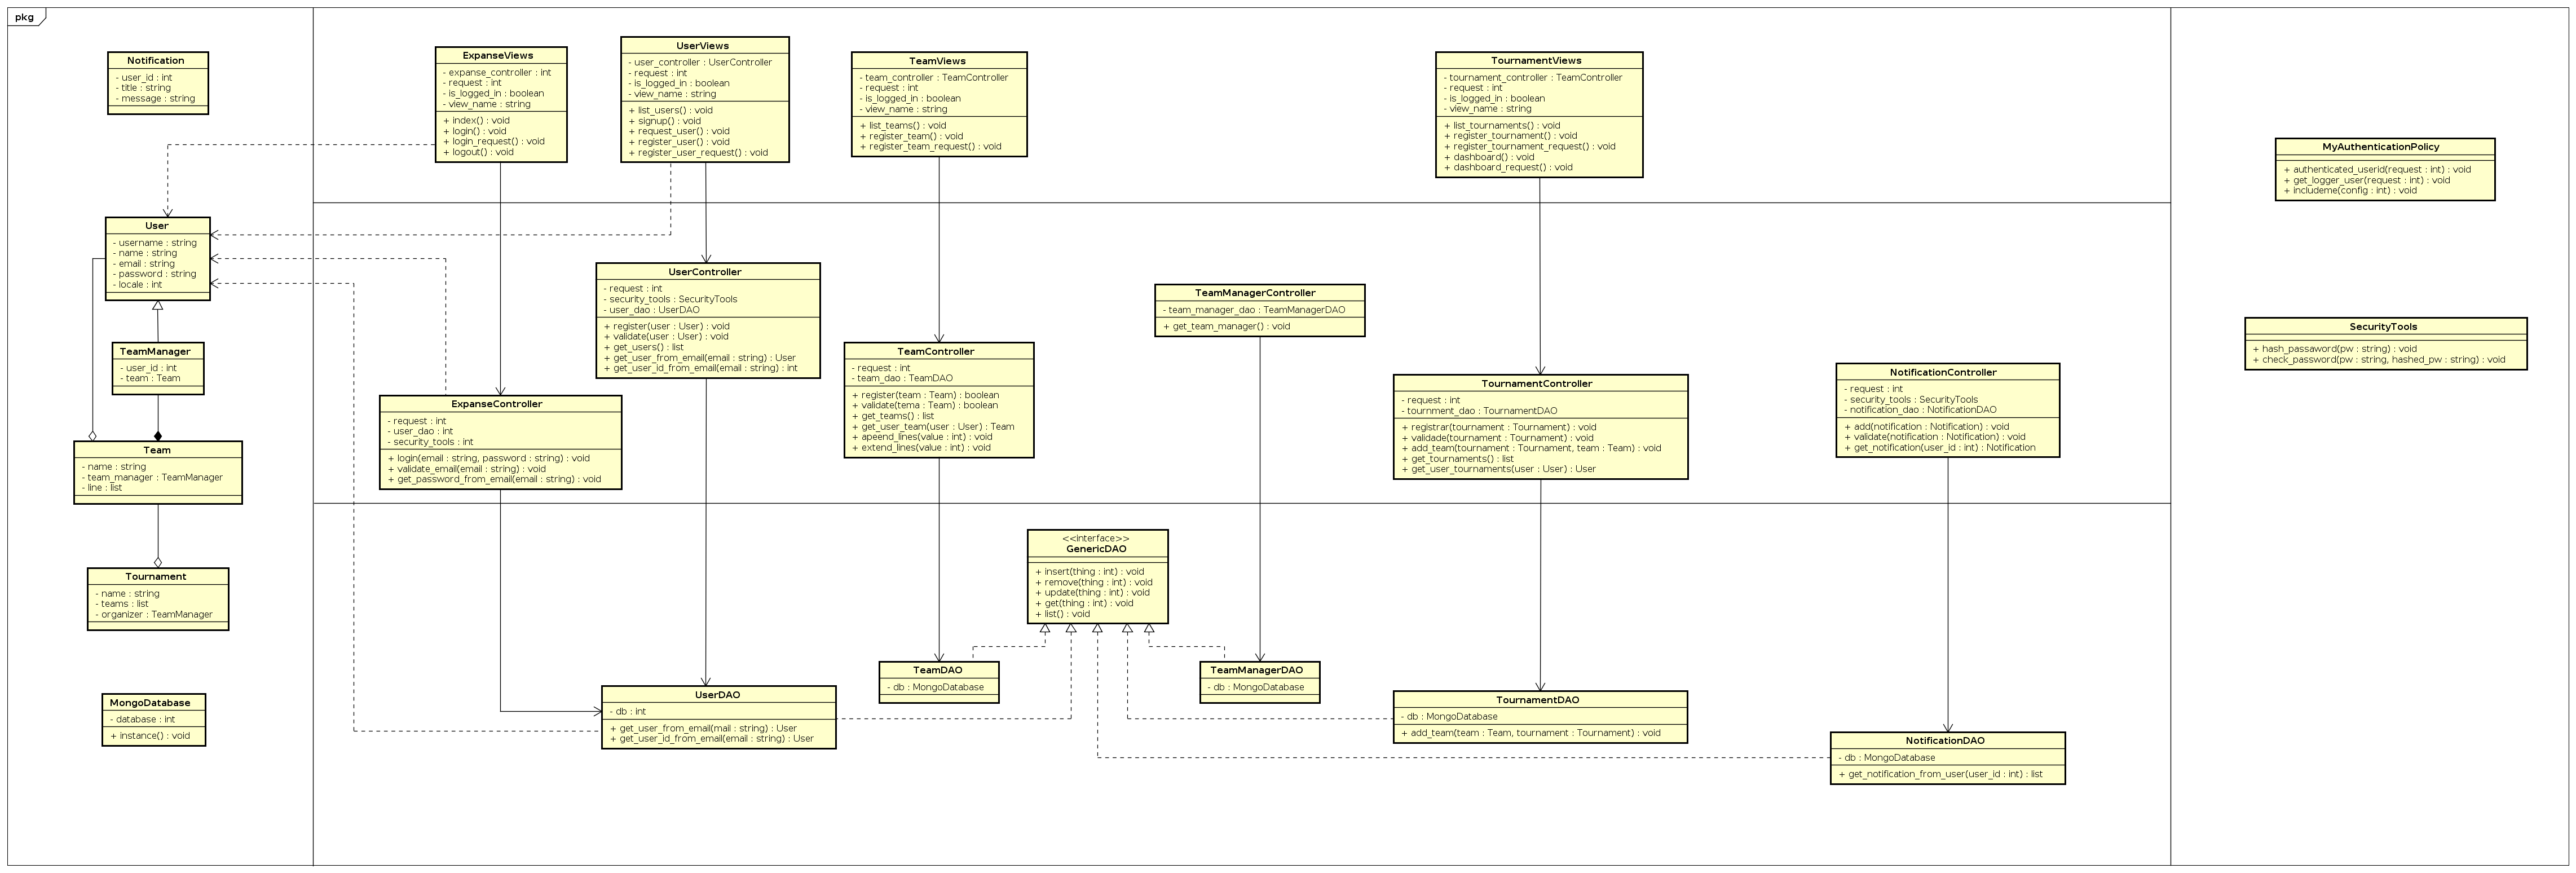 pkg
Notification
- user_id : int
- title : string
- message : string
User
- username : string
- name : string
- email : string
- password : string
- locale : int
TeamManager
- user_id : int
- team : Team
Team
- name : string
- team_manager : TeamManager
- line : list
Tournament
- name : string
- teams : list
- organizer : TeamManager
MongoDatabase
- database : int
+ instance() : void
ExpanseViews
- expanse_controller : int
- request : int
- is_logged_in : boolean
- view_name : string
+ index() : void
+ login() : void
+ login_request() : void
+ logout() : void
UserViews
- user_controller : UserController
- request : int
- is_logged_in : boolean
- view_name : string
+ list_users() : void
+ signup() : void
+ request_user() : void
+ register_user() : void
+ register_user_request() : void
TeamViews
- team_controller : TeamController
- request : int
- is_logged_in : boolean
- view_name : string
+ list_teams() : void
+ register_team() : void
+ register_team_request() : void
TournamentViews
- tournament_controller : TeamController
- request : int
- is_logged_in : boolean
- view_name : string
+ list_tournaments() : void
+ register_tournament() : void
+ register_tournament_request() : void
+ dashboard() : void
+ dashboard_request() : void
UserController
- request : int
- security_tools : SecurityTools
- user_dao : UserDAO
+ register(user : User) : void
+ validate(user : User) : void
+ get_users() : list
+ get_user_from_email(email : string) : User
+ get_user_id_from_email(email : string) : int
ExpanseController
- request : int
- user_dao : int
- security_tools : int
+ login(email : string, password : string) : void
+ validate_email(email : string) : void
+ get_password_from_email(email : string) : void
TeamController
- request : int
- team_dao : TeamDAO
+ register(team : Team) : boolean
+ validate(tema : Team) : boolean
+ get_teams() : list
+ get_user_team(user : User) : Team
+ apeend_lines(value : int) : void
+ extend_lines(value : int) : void
TeamManagerController
- team_manager_dao : TeamManagerDAO
+ get_team_manager() : void
TournamentController
- request : int
- tournment_dao : TournamentDAO
+ registrar(tournament : Tournament) : void
+ validade(tournament : Tournament) : void
+ add_team(tournament : Tournament, team : Team) : void
+ get_tournaments() : list
+ get_user_tournaments(user : User) : User
NotificationController
- request : int
- security_tools : SecurityTools
- notification_dao : NotificationDAO
+ add(notification : Notification) : void
+ validate(notification : Notification) : void
+ get_notification(user_id : int) : Notification
<<interface>>
GenericDAO
+ insert(thing : int) : void
+ remove(thing : int) : void
+ update(thing : int) : void
+ get(thing : int) : void
+ list() : void
UserDAO
- db : int
+ get_user_from_email(mail : string) : User
+ get_user_id_from_email(email : string) : User
TeamDAO
- db : MongoDatabase
TeamManagerDAO
- db : MongoDatabase
TournamentDAO
- db : MongoDatabase
+ add_team(team : Team, tournament : Tournament) : void
NotificationDAO
- db : MongoDatabase
+ get_notification_from_user(user_id : int) : list
MyAuthenticationPolicy
+ authenticated_userid(request : int) : void
+ get_logger_user(request : int) : void
+ includeme(config : int) : void
SecurityTools
+ hash_passaword(pw : string) : void
+ check_password(pw : string, hashed_pw : string) : void